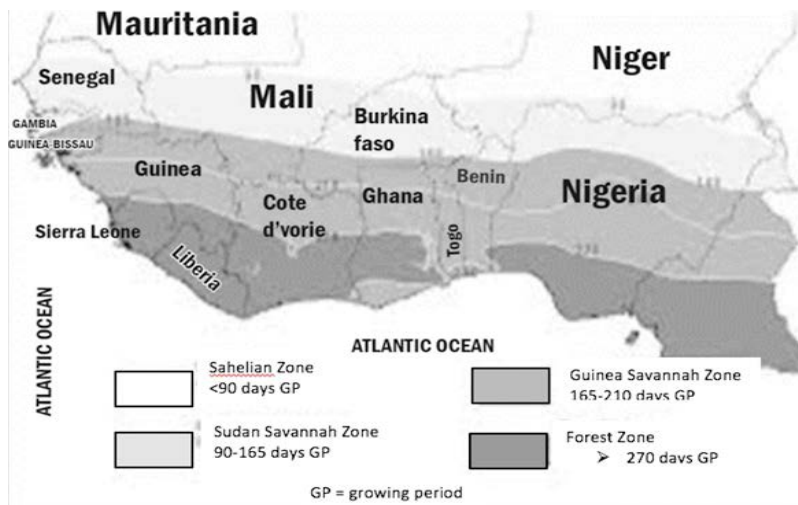 Mauritania
Niger
Senegal
Mali
Burkina
faso
GAMBIA
GUINEA-BISSAU
Guinea
Benin
Ghana
Nigeria
Cote
d'vorie
Togo
Sierra Leone
Liberia
ATLANTIC OCEAN
ATLANTIC OCEAN
Sahelian Zone
<90 days GP
Guinea Savannah Zone
165-210 days GP
Sudan Savannah Zone
90-165 days GP
Forest Zone
➢ 270 days GP
GP = growing period